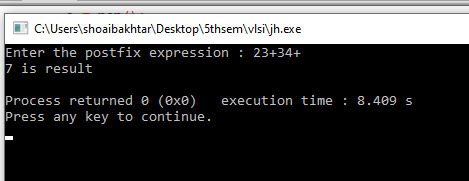 C:\Users\shoaibakhtar\Desktop\5thsem\vlsi\jh.exe
Enter the postfix expression : 23+34+
7 is result
Process returned 0 (0x0)   execution time : 8.409 s
Press any key to continue.